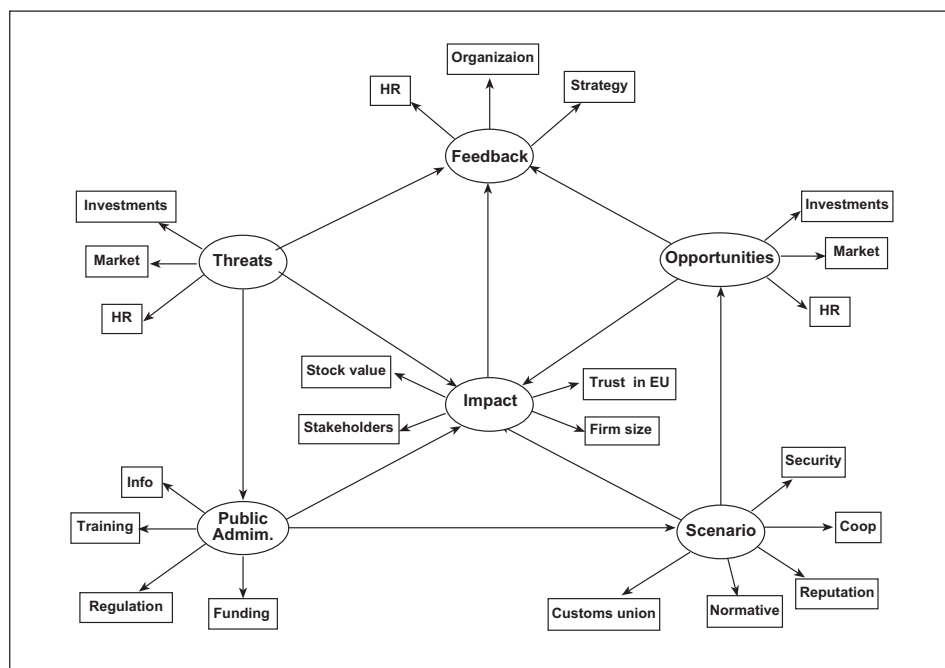 Organizaion
HR
Strategy
Feedback
Investments
Investments
Threats
Opportunities
Market
Market
HR
HR
Stock value
Trust in EU
Impact
Stakeholders
Firm size
Security
Info
Public
Admim.
Training
Scenario
Coop
Reputation
Regulation
Funding
Customs union
Normative